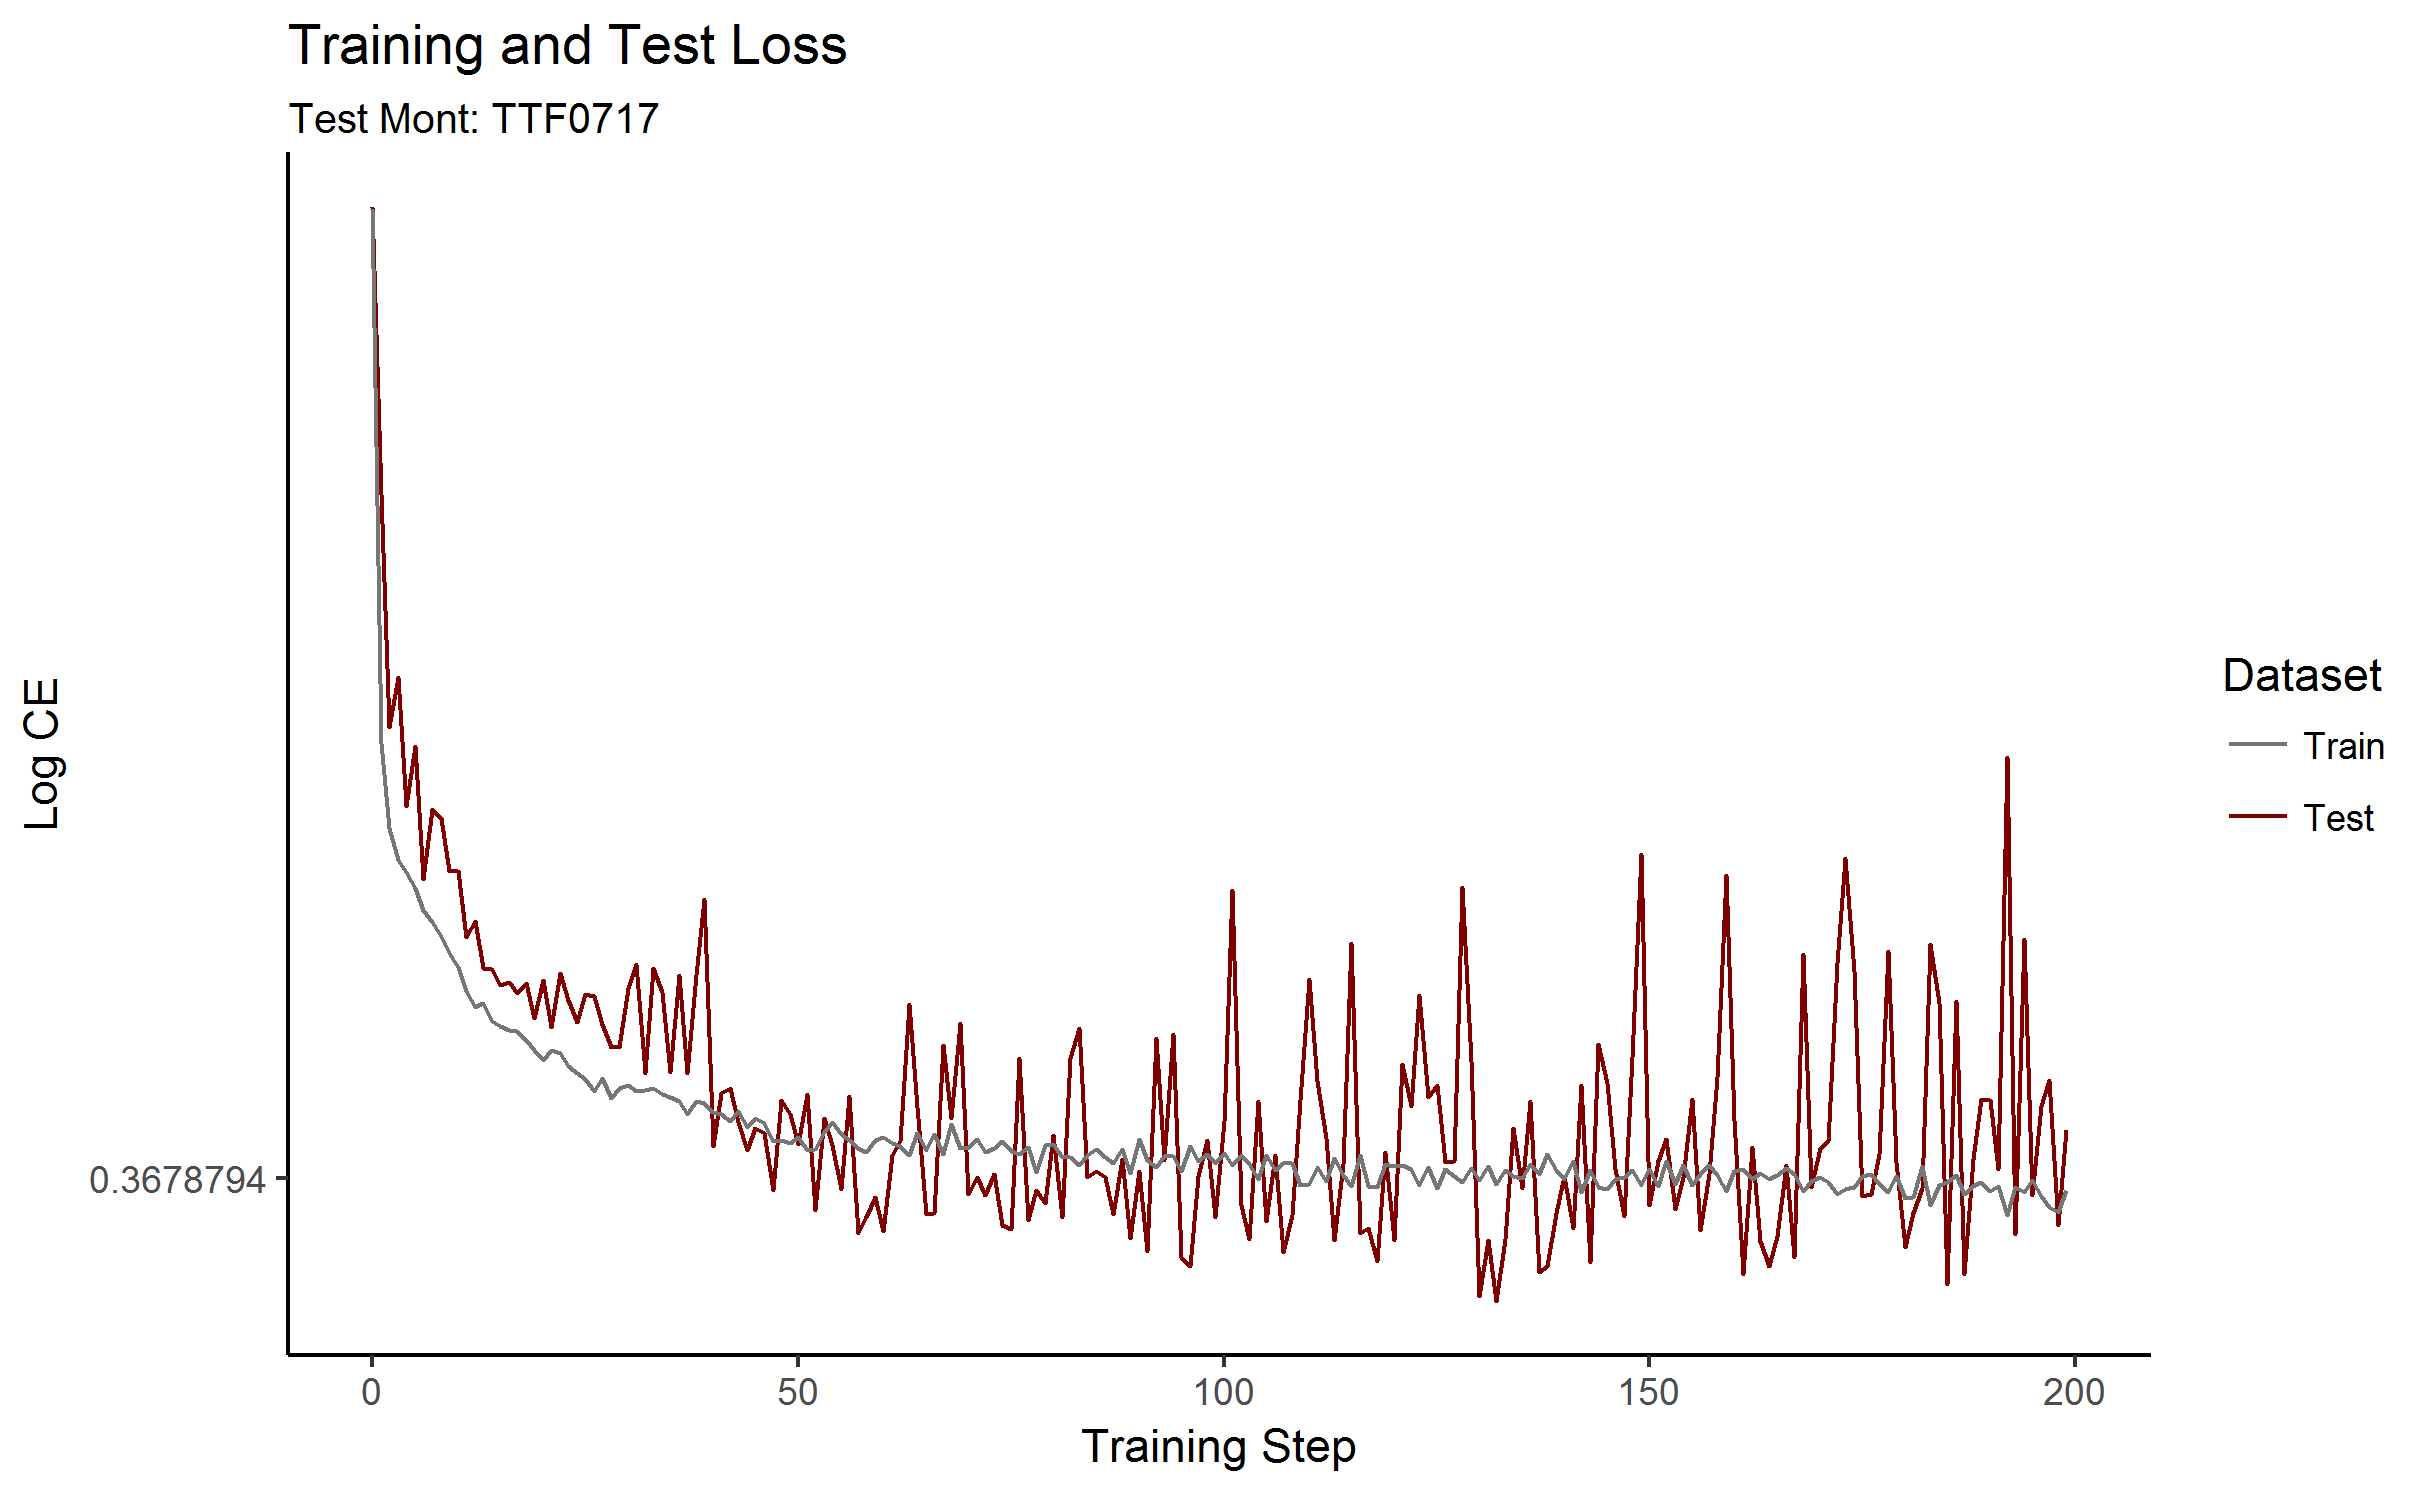 Training and Test Loss
Test Mont: TTF0717
Log CE
0.3678794
0 50 100 150 200
Training Step
Dataset
Train
Test